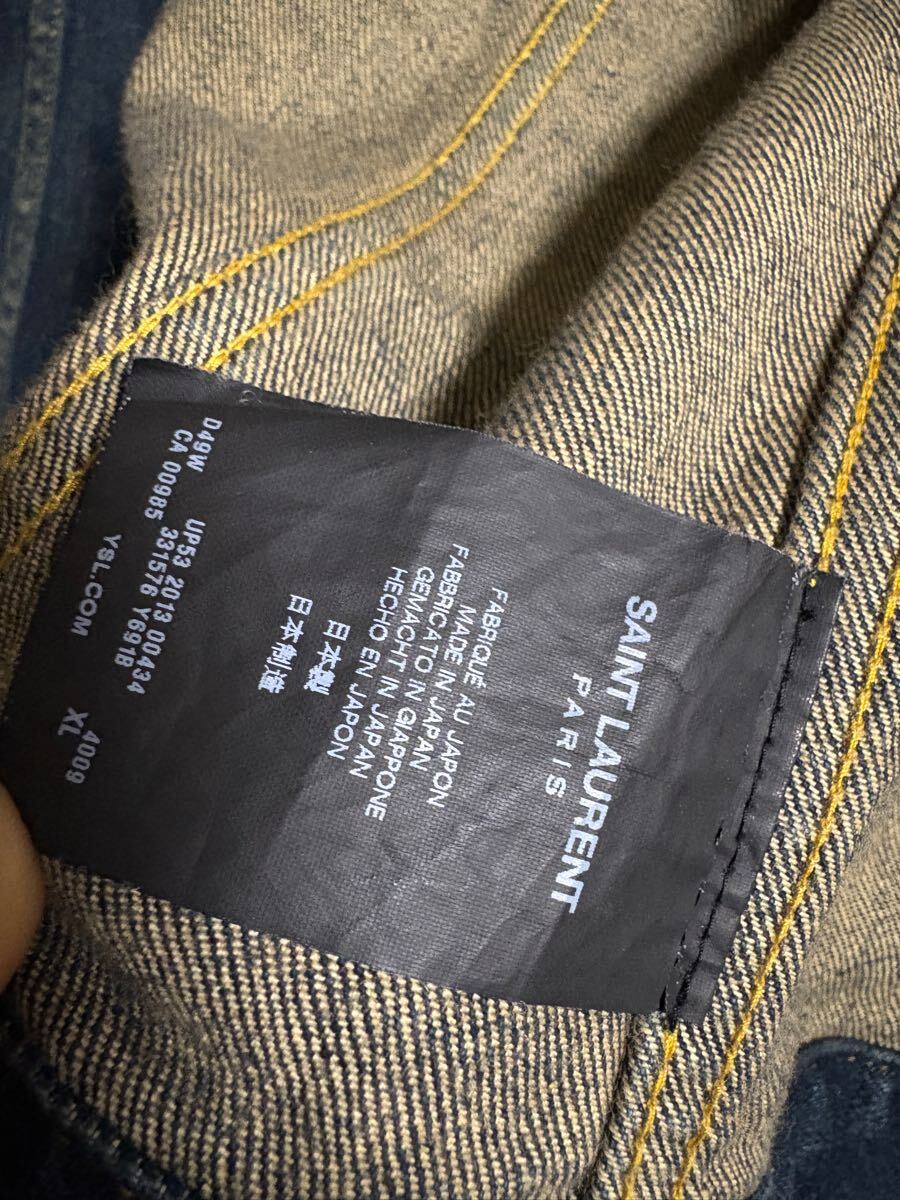 SAINT LAURENT
PARIS
FABRIQUÉ AU JAPON
MADE IN JAPAN
FABBRICATO IN GIAPPONE
GEMACHT IN JAPAN
HECHO EN JAPON
日本製
日本制造
UP53 2013 00434
D49W 331576 Y691B 400g
CA 00985 YSL.COM XL